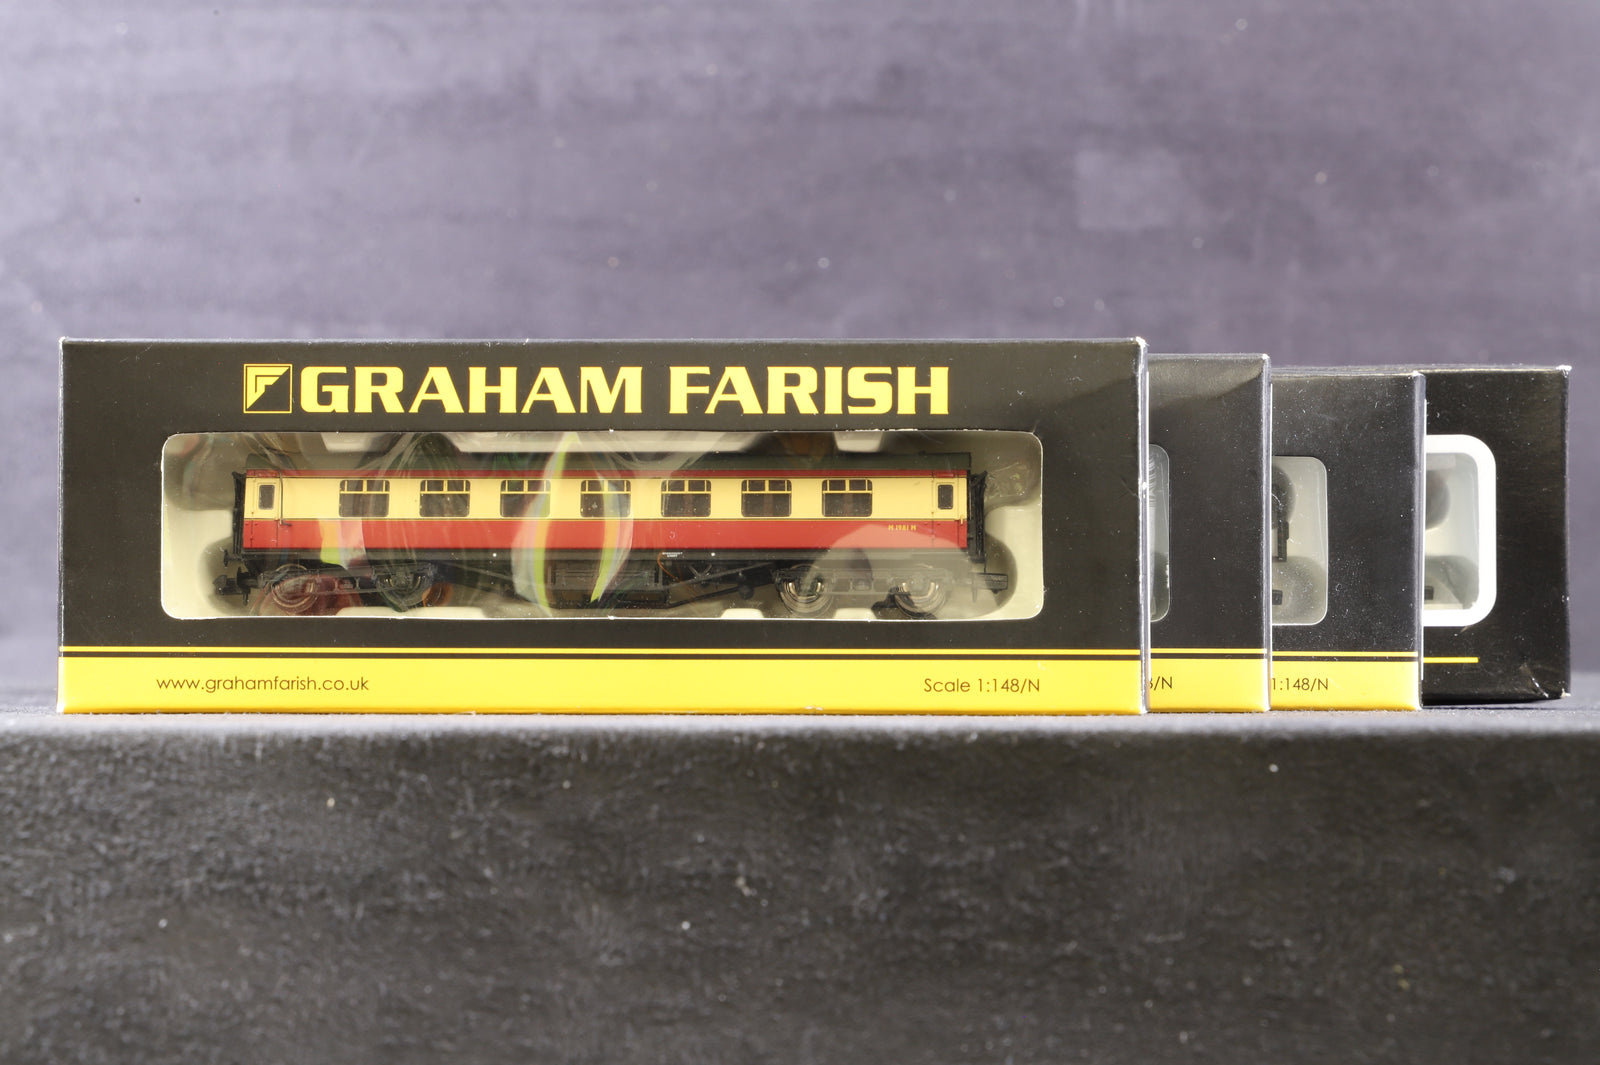 GRAHAM FARISH
M 1981 M
www.grahamfarish.co.uk
Scale 1:148/N
/N
1:148/N